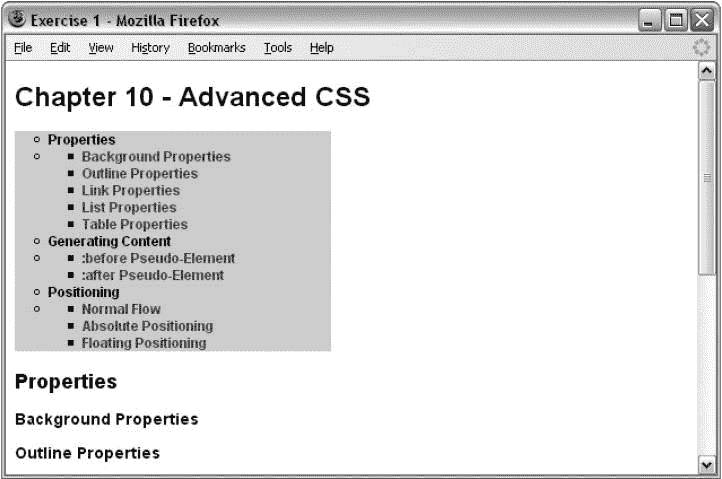 Exercise 1 - Mozilla Firefox
File Edit View History Bookmarks Tools Help
Chapter 10 - Advanced CSS
Properties
Background Properties
Outline Properties
Link Properties
List Properties
Table Properties
Generating Content
:before Pseudo-Element
:after Pseudo-Element
Positioning
Normal Flow
Absolute Positioning
Floating Positioning
Properties
Background Properties
Outline Properties